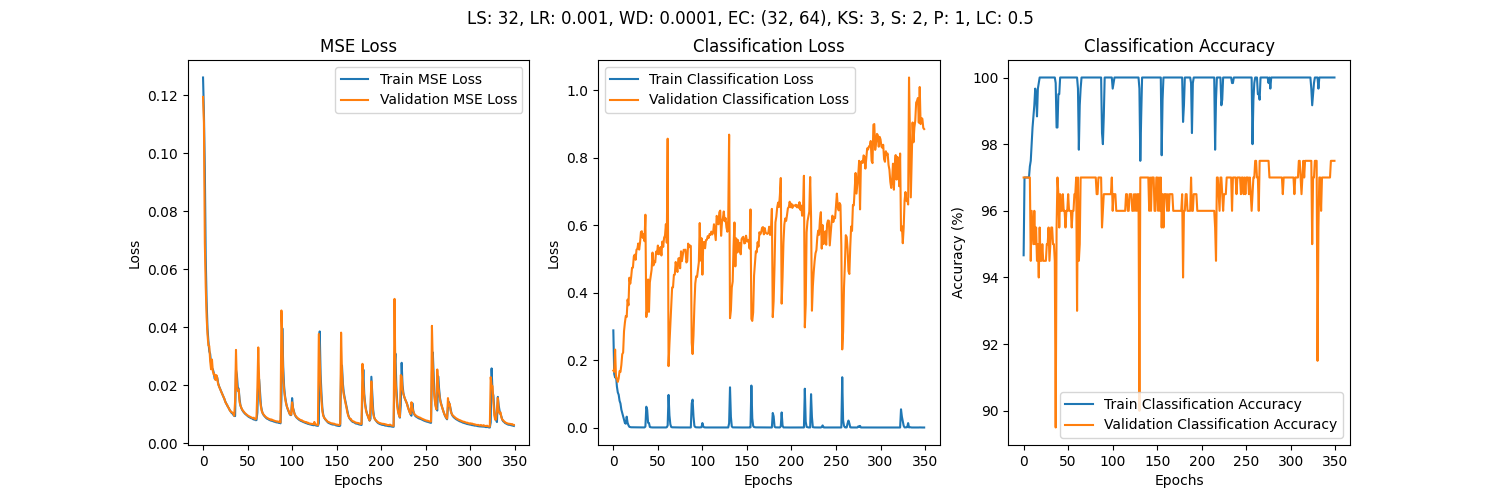 LS: 32, LR: 0.001, WD: 0.0001, EC: (32, 64), KS: 3, S: 2, P: 1, LC: 0.5
MSE Loss
Loss
0.12
0.10
0.08
0.06
0.04
0.02
0.00
Train MSE Loss
Validation MSE Loss
0 50 100 150 200 250 300 350
Epochs
Classification Loss
Loss
1.0
0.8
0.6
0.4
0.2
0.0
Train Classification Loss
Validation Classification Loss
0 50 100 150 200 250 300 350
Epochs
Classification Accuracy
Accuracy (%)
100
98
96
94
92
90
Train Classification Accuracy
Validation Classification Accuracy
0 50 100 150 200 250 300 350
Epochs